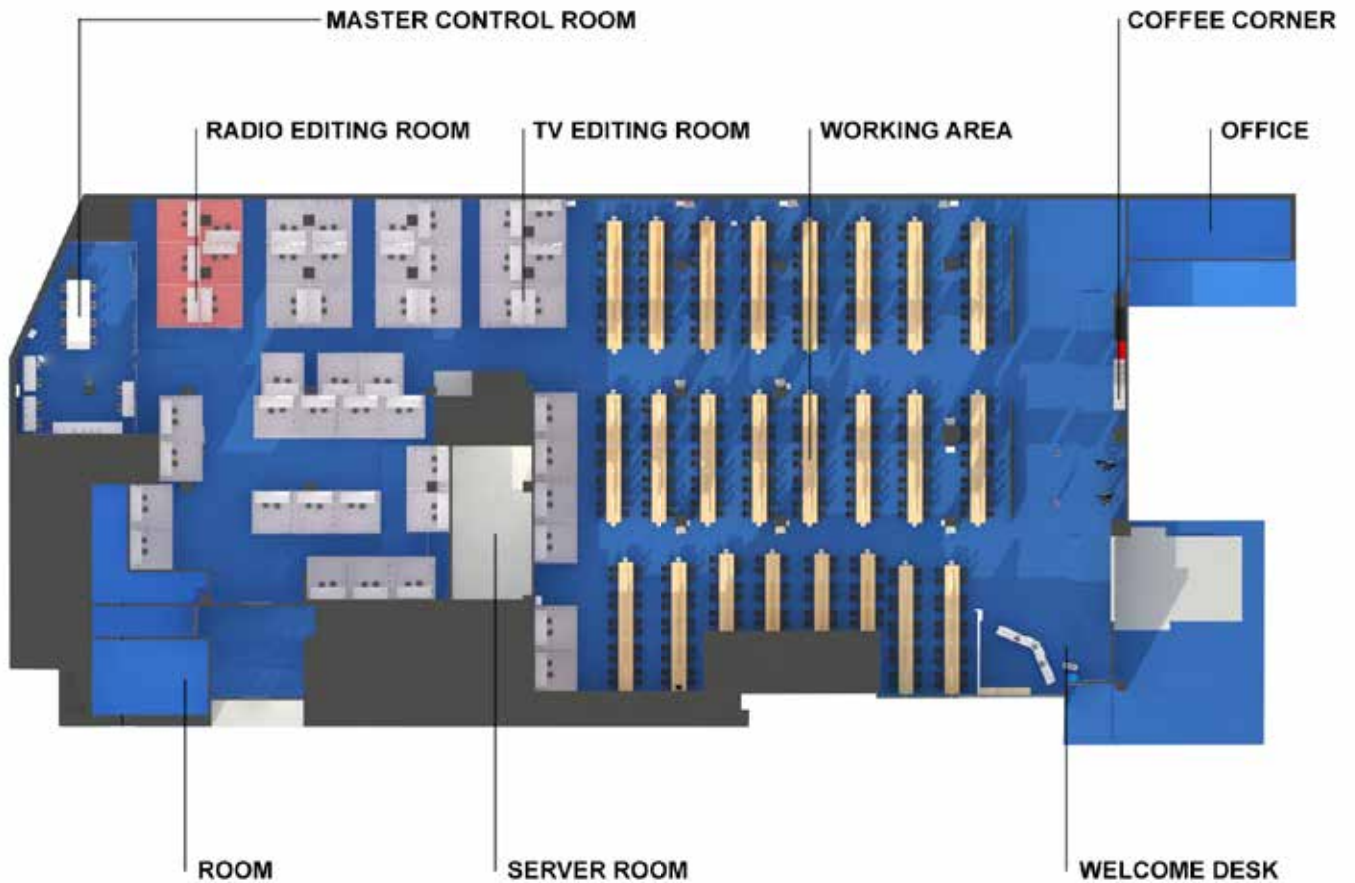 MASTER CONTROL ROOM
COFFEE CORNER
RADIO EDITING ROOM
TV EDITING ROOM
WORKING AREA
OFFICE
ROOM
SERVER ROOM
WELCOME DESK